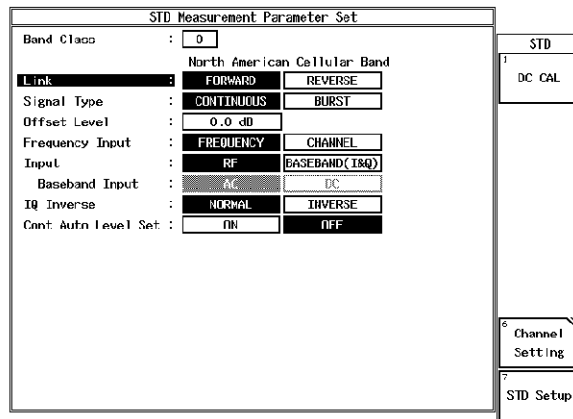 STD Measurement Parameter Set
Band Class : 0
North American Cellular Band
Link : FORWARD REVERSE
Signal Type : CONTINUOUS BURST
Offset Level : 0.0 dB
Frequency Input : FREQUENCY CHANNEL
Input : RF BASEBAND(I&Q)
Baseband Input : AC DC
IQ Inverse : NORMAL INVERSE
Cont Auto Level Set : ON OFF
STD
1
DC CAL
6
Channel
Setting
7
STD Setup